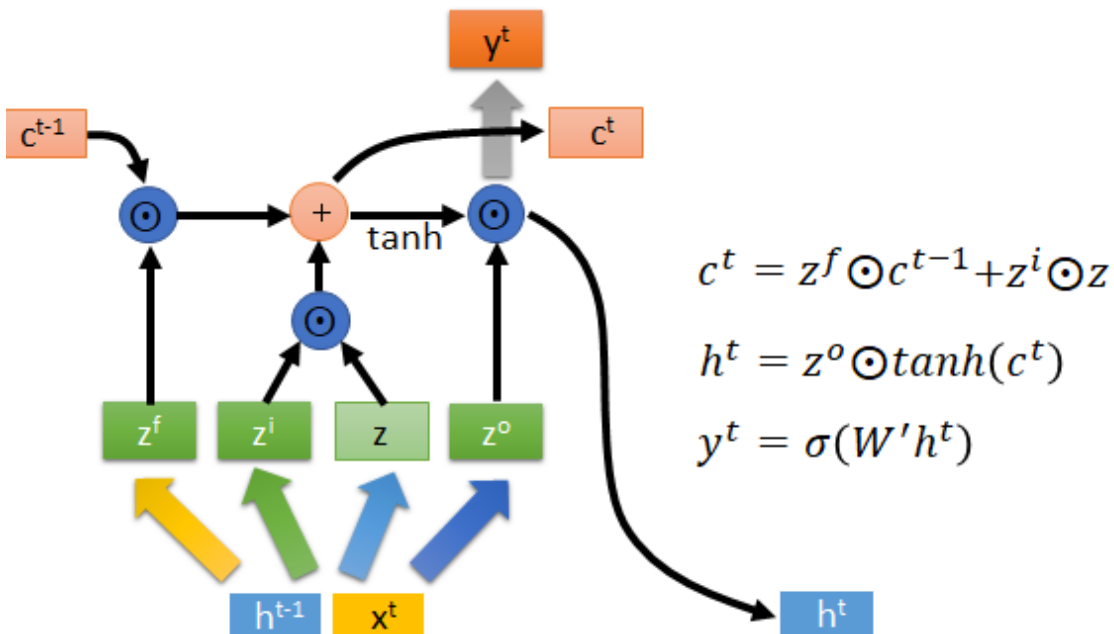 y^t
c^{t-1}
c^t
⊙
+
⊙
tanh
⊙
c^t = z^f ⊙ c^{t-1} + z^i ⊙ z
h^t = z^o ⊙ tanh(c^t)
z^f
z^i
z
z^o
y^t = σ(W'h^t)
h^{t-1}
x^t
h^t